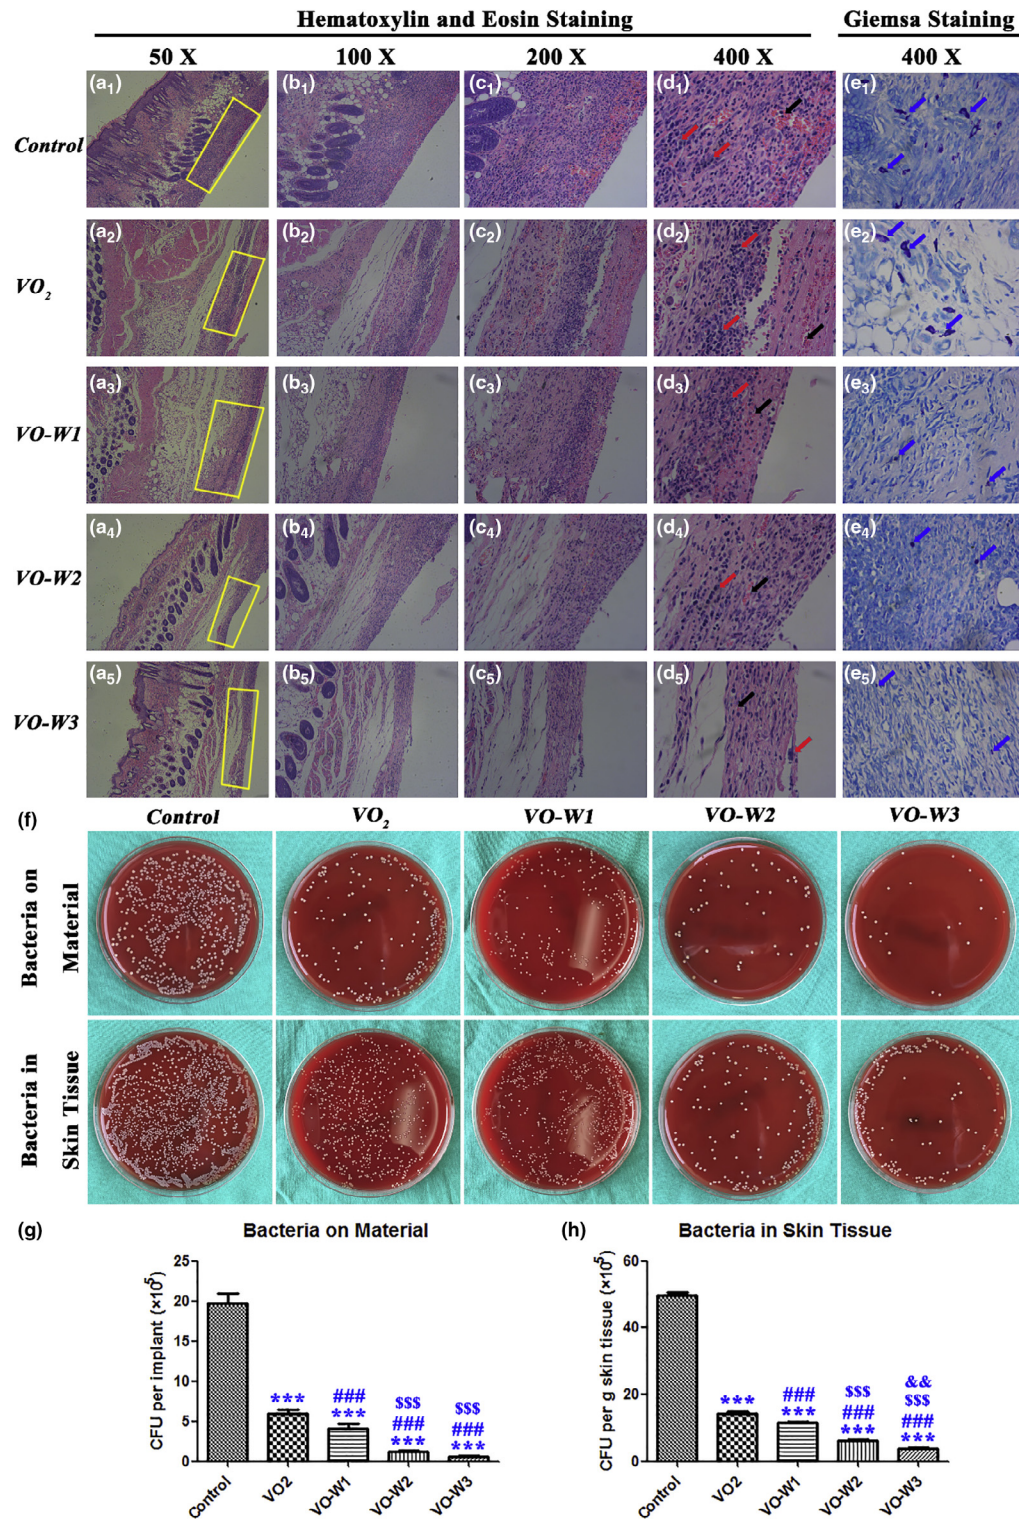 Hematoxylin and Eosin Staining Giemsa Staining
50 X 100 X 200 X 400 X 400 X
Control (a1) (b1) (c1) (d1) (e1)
VO2 (a2) (b2) (c2) (d2) (e2)
VO-W1 (a3) (b3) (c3) (d3) (e3)
VO-W2 (a4) (b4) (c4) (d4) (e4)
VO-W3 (a5) (b5) (c5) (d5) (e5)
(f) Control VO2 VO-W1 VO-W2 VO-W3
Bacteria on
Material
Bacteria in
Skin Tissue
(g) Bacteria on Material
CFU per implant (×10^5)
25
20
15
10
5
0
***
###
***
$$$
###
***
$$$
###
***
Control VO2 VO-W1 VO-W2 VO-W3
(h) Bacteria in Skin Tissue
CFU per g skin tissue (×10^5)
60
40
20
0
***
###
***
$$$
###
***
&&
$$$
###
***
Control VO2 VO-W1 VO-W2 VO-W3